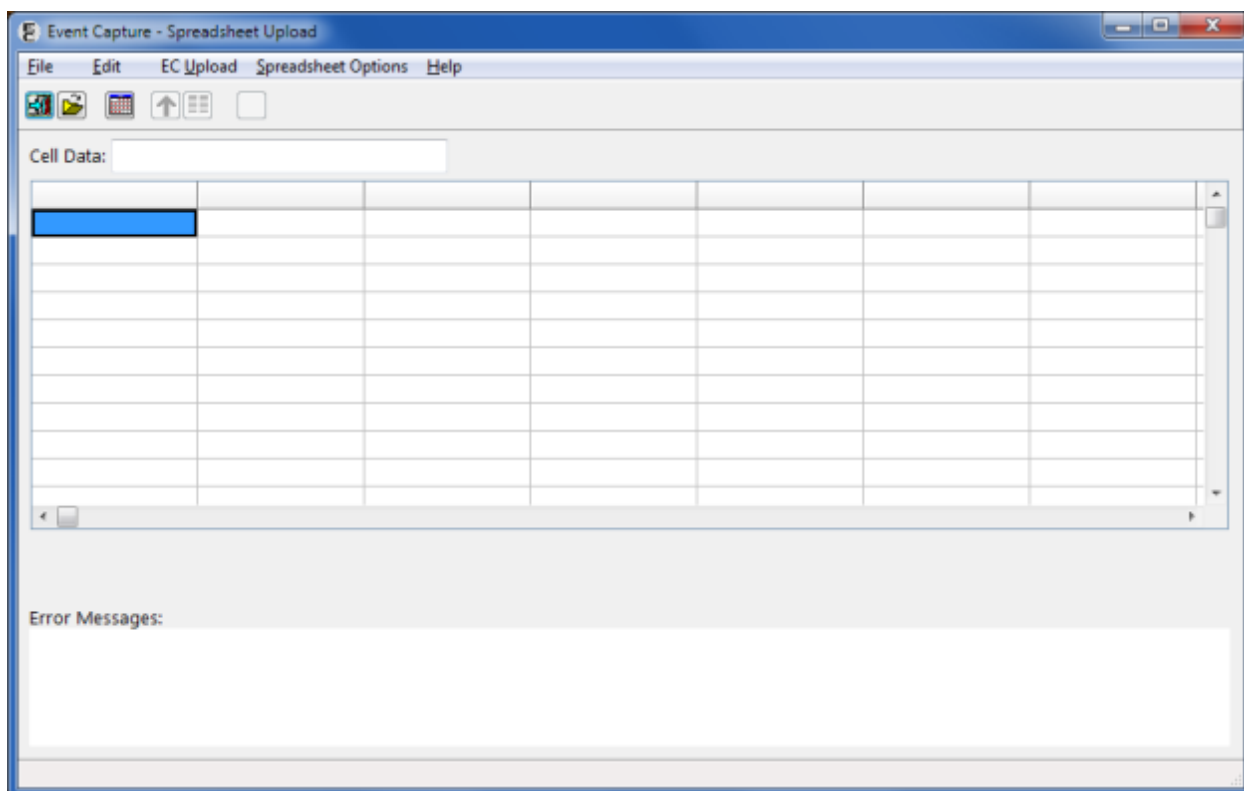 Event Capture - Spreadsheet Upload
File Edit EC Upload Spreadsheet Options Help
Cell Data:
Error Messages: